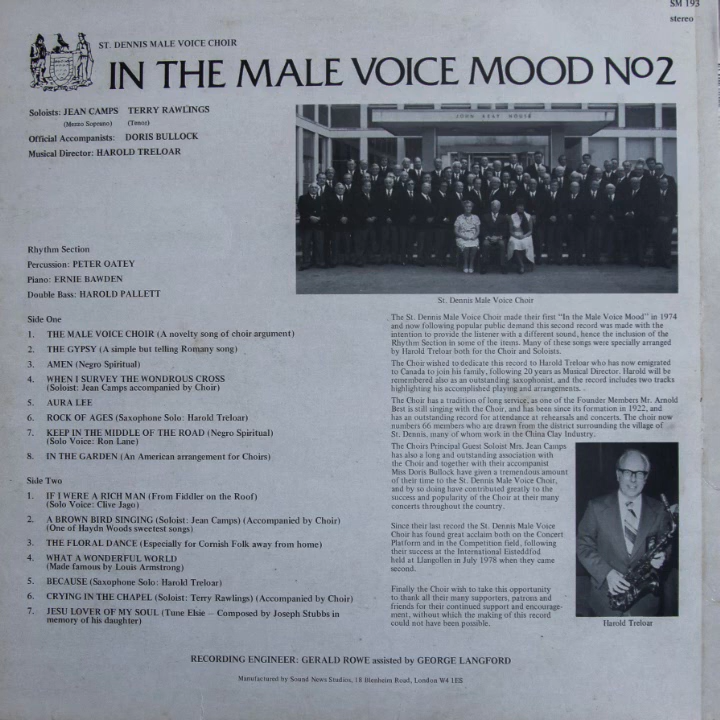 SM 193
stereo
ST. DENNIS MALE VOICE CHOIR
IN THE MALE VOICE MOOD No2
Soloists: JEAN CAMPS TERRY RAWLINGS
(Mezzo Soprano) (Tenor)
Official Accompanists: DORIS BULLOCK
Musical Director: HAROLD TRELOAR
JOHN KEAY HOUSE
Rhythm Section
Percussion: PETER OATEY
Piano: ERNIE BAWDEN
Double Bass: HAROLD PALLETT
St. Dennis Male Voice Choir
Side One
1. THE MALE VOICE CHOIR (A novelty song of choir argument)
2. THE GYPSY (A simple but telling Romany song)
3. AMEN (Negro Spiritual)
4. WHEN I SURVEY THE WONDROUS CROSS
(Soloist: Jean Camps accompanied by Choir)
5. AURA LEE
6. ROCK OF AGES (Saxophone Solo: Harold Treloar)
7. KEEP IN THE MIDDLE OF THE ROAD (Negro Spiritual)
(Solo Voice: Ron Lane)
8. IN THE GARDEN (An American arrangement for Choirs)
Side Two
1. IF I WERE A RICH MAN (From Fiddler on the Roof)
(Solo Voice: Clive Jago)
2. A BROWN BIRD SINGING (Soloist: Jean Camps) (Accompanied by Choir)
(One of Haydn Woods sweetest songs)
3. THE FLORAL DANCE (Especially for Cornish Folk away from home)
4. WHAT A WONDERFUL WORLD
(Made famous by Louis Armstrong)
5. BECAUSE (Saxophone Solo: Harold Treloar)
6. CRYING IN THE CHAPEL (Soloist: Terry Rawlings) (Accompanied by Choir)
7. JESU LOVER OF MY SOUL (Tune Elsie – Composed by Joseph Stubbs in
memory of his daughter)
The St. Dennis Male Voice Choir made their first "In the Male Voice Mood" in 1974
and now following popular public demand this second record was made with the
intention to provide the listener with a different sound, hence the inclusion of the
Rhythm Section in some of the items. Many of these songs were specially arranged
by Harold Treloar both for the Choir and Soloists.
The Choir wished to dedicate this record to Harold Treloar who has now emigrated
to Canada to join his family, following 20 years as Musical Director. Harold will be
remembered also as an outstanding saxophonist, and the record includes two tracks
highlighting his accomplished playing and arrangements.
The Choir has a tradition of long service, as one of the Founder Members Mr. Arnold
Best is still singing with the Choir, and has been since its formation in 1922, and
has an outstanding record for attendance at rehearsals and concerts. The choir now
numbers 66 members who are drawn from the district surrounding the village of
St. Dennis, many of whom work in the China Clay Industry.
The Choirs Principal Guest Soloist Mrs. Jean Camps
has also a long and outstanding association with
the Choir and together with their accompanist
Miss Doris Bullock have given a tremendous amount
of their time to the St. Dennis Male Voice Choir,
and by so doing have contributed greatly to the
success and popularity of the Choir at their many
concerts throughout the country.
Since their last record the St. Dennis Male Voice
Choir has found great acclaim both on the Concert
Platform and in the Competition field, following
their success at the International Eisteddfod
held at Llangollen in July 1978 when they came
second.
Finally the Choir wish to take this opportunity
to thank all their many supporters, patrons and
friends for their continued support and encourage-
ment, without which the making of this record
could not have been possible.
Harold Treloar
RECORDING ENGINEER: GERALD ROWE assisted by GEORGE LANGFORD
Manufactured by Sound News Studios, 18 Blenheim Road, London W4 1ES